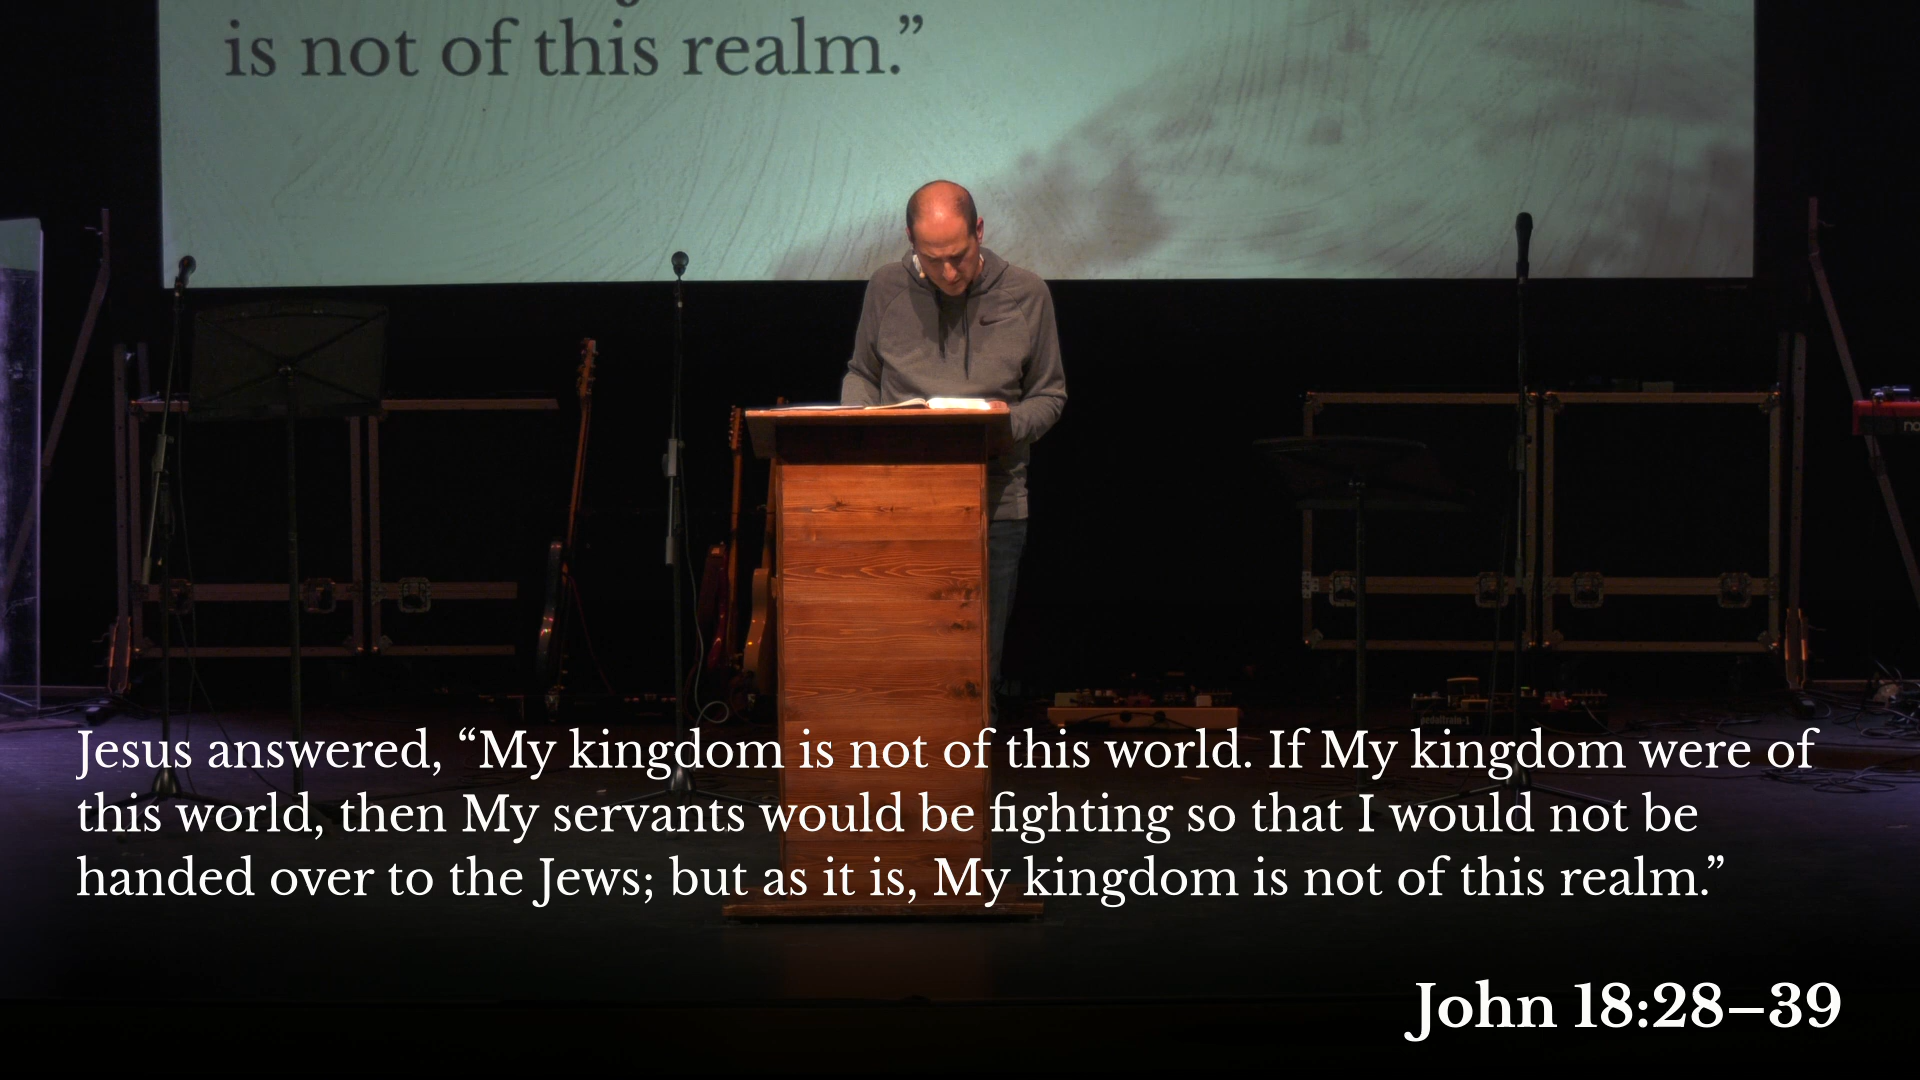 is not of this realm.”
pedaltrain-1
Jesus answered, “My kingdom is not of this world. If My kingdom were of
this world, then My servants would be fighting so that I would not be
handed over to the Jews; but as it is, My kingdom is not of this realm.”
John 18:28–39